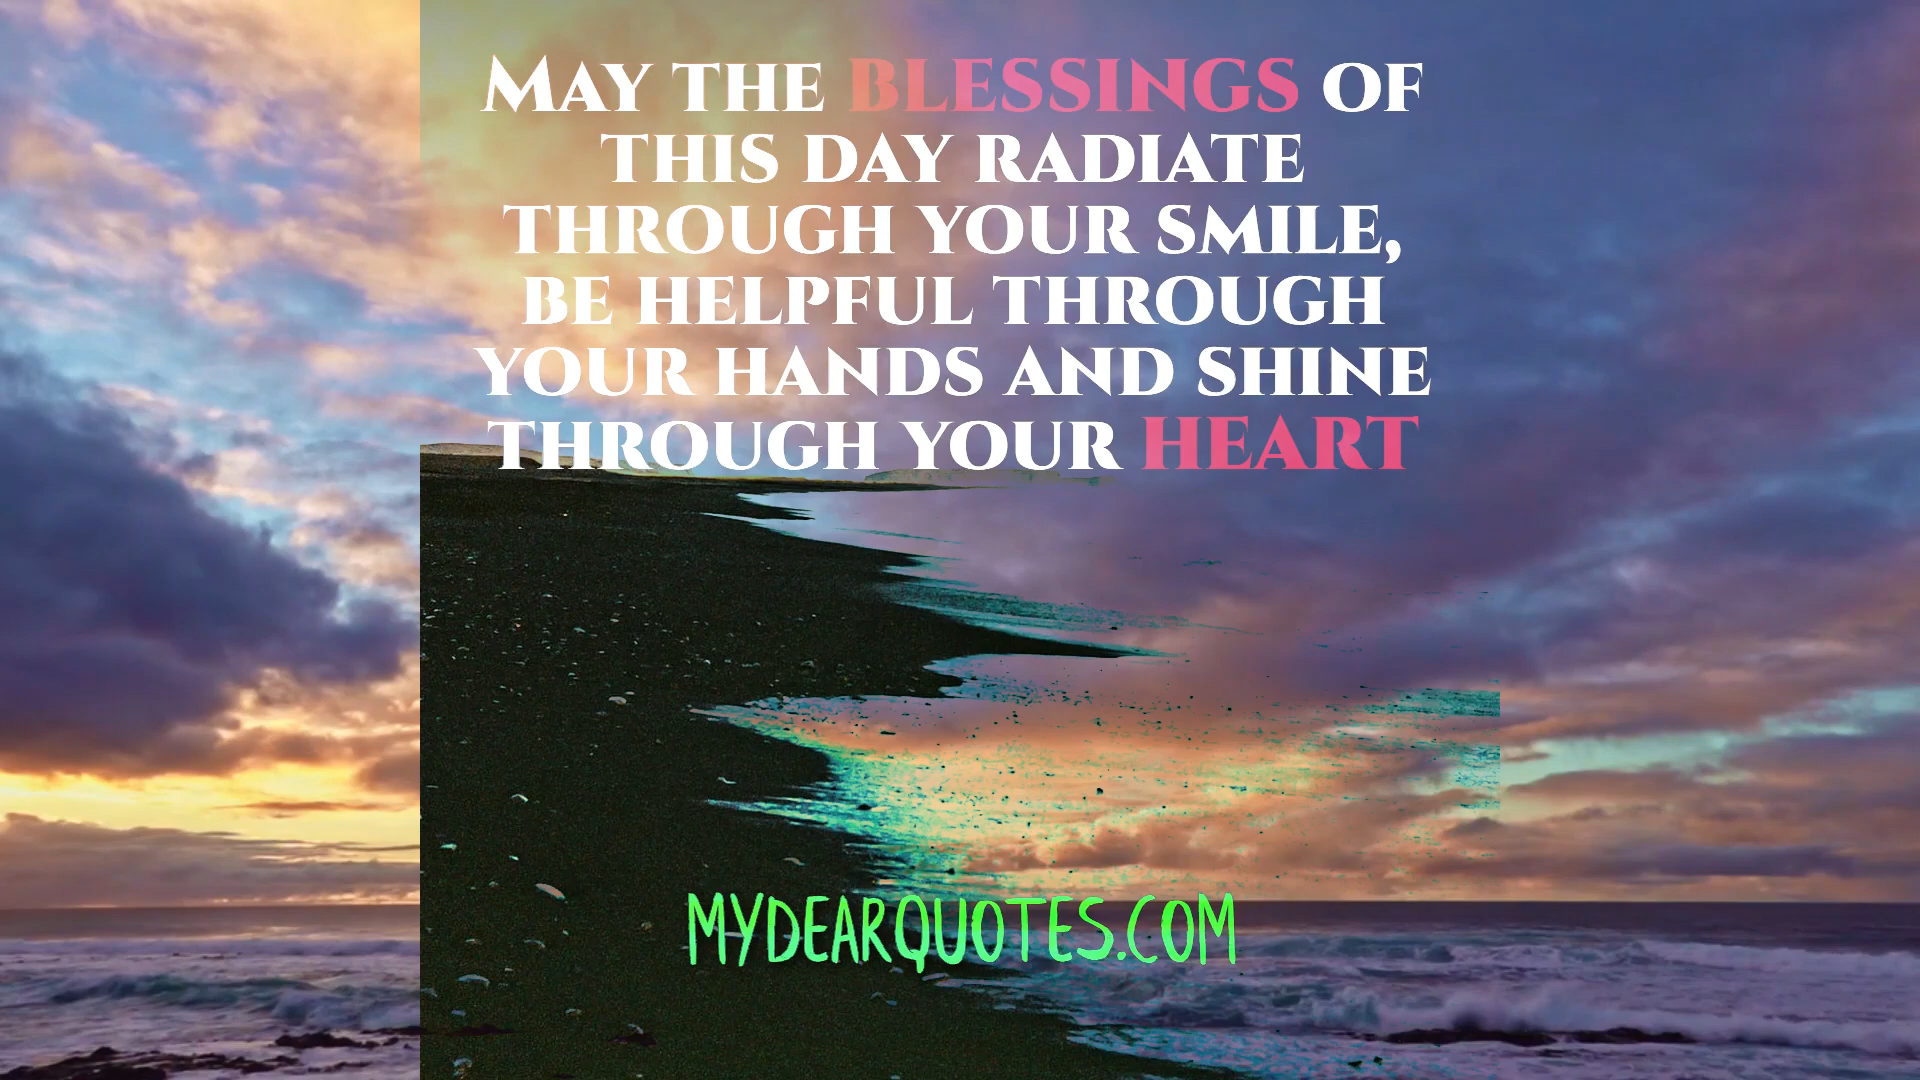 May the BLESSINGS of
this day radiate
through your smile,
be helpful through
your hands and shine
through your HEART
MYDEARQUOTES.COM